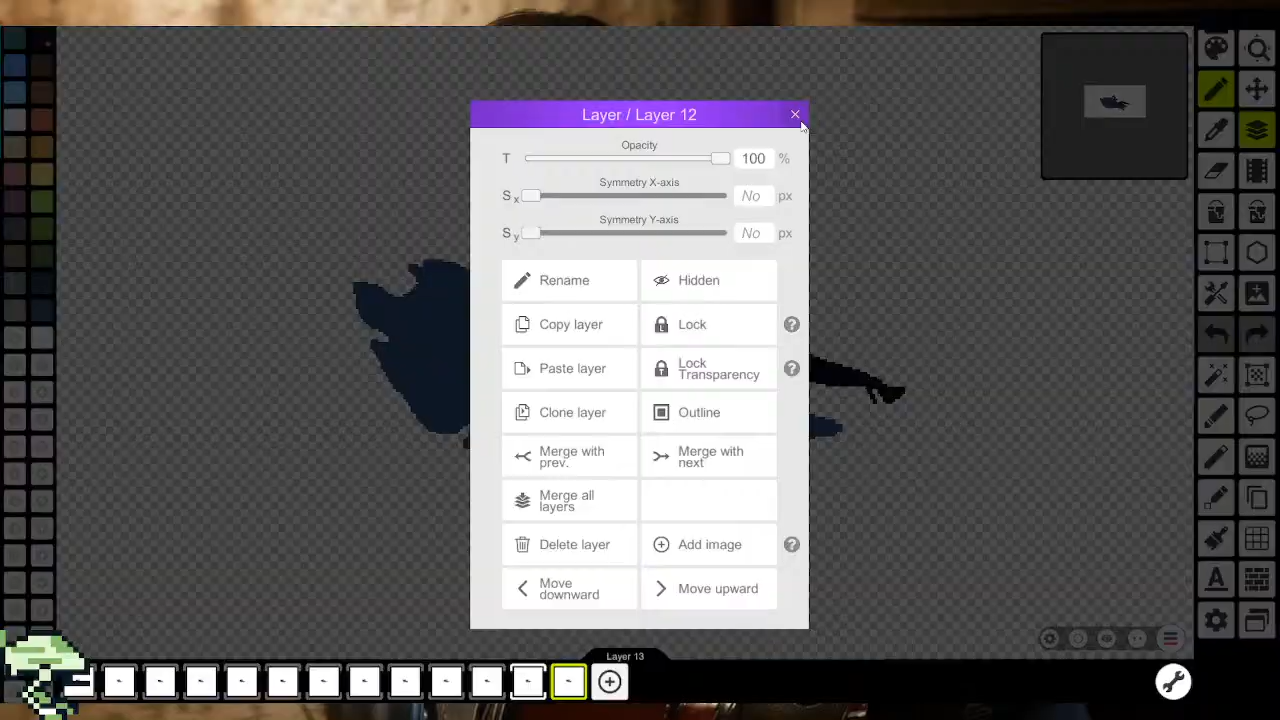 Layer / Layer 12
Opacity
T 100 %
Symmetry X-axis
Sx No px
Symmetry Y-axis
Sy No px
Rename Hidden
Copy layer Lock ?
Paste layer Lock Transparency ?
Clone layer Outline
Merge with prev. Merge with next
Merge all layers
Delete layer Add image ?
Move downward Move upward
A
Layer 13